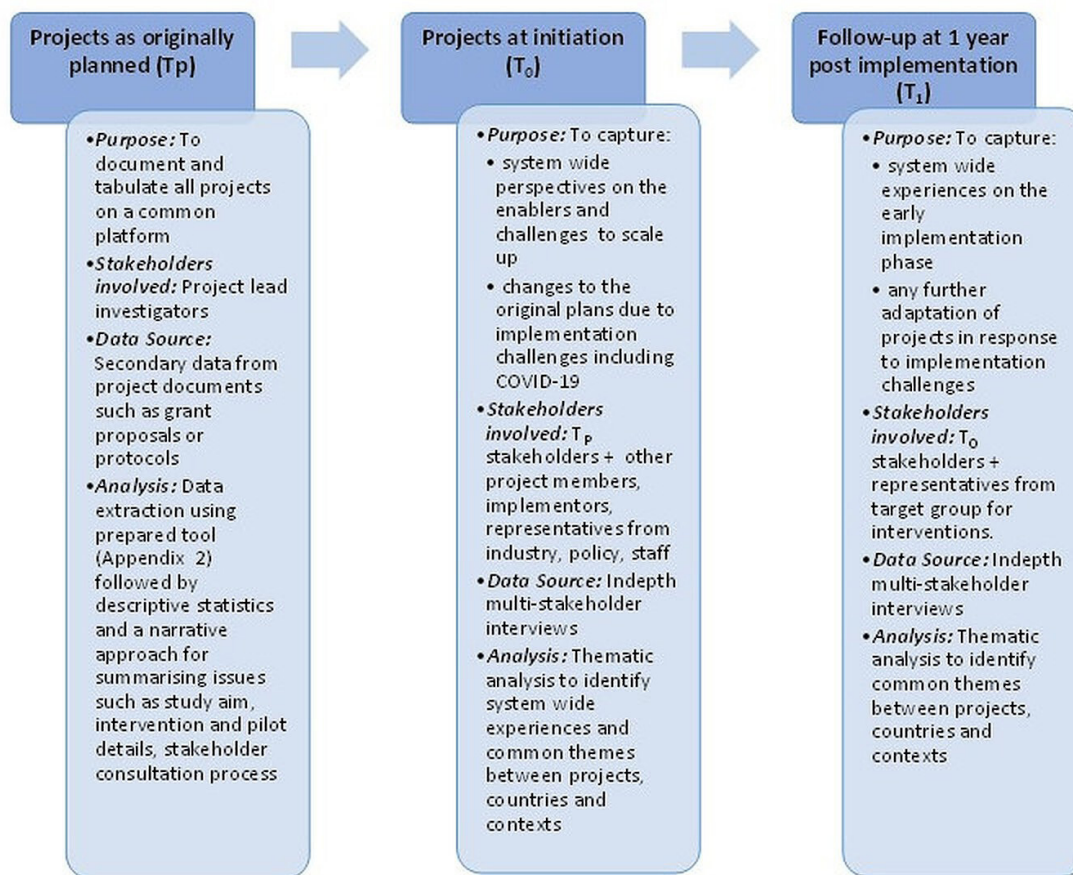 Projects as originally
planned (Tp)
•Purpose: To
document and
tabulate all projects
on a common
platform
•Stakeholders
involved: Project lead
investigators
•Data Source:
Secondary data from
project documents
such as grant
proposals or
protocols
•Analysis: Data
extraction using
prepared tool
(Appendix 2)
followed by
descriptive statistics
and a narrative
approach for
summarising issues
such as study aim,
intervention and pilot
details, stakeholder
consultation process
Projects at initiation
(T₀)
•Purpose: To capture:
• system wide
perspectives on the
enablers and
challenges to scale
up
• changes to the
original plans due to
implementation
challenges including
COVID-19
•Stakeholders
involved: Tₚ
stakeholders + other
project members,
implementors,
representatives from
industry, policy, staff
•Data Source: Indepth
multi-stakeholder
interviews
•Analysis: Thematic
analysis to identify
system wide
experiences and
common themes
between projects,
countries and
contexts
Follow-up at 1 year
post implementation
(T₁)
•Purpose: To capture:
• system wide
experiences on the
early
implementation
phase
• any further
adaptation of
projects in response
to implementation
challenges
•Stakeholders
involved: T₀
stakeholders +
representatives from
target group for
interventions.
•Data Source: Indepth
multi-stakeholder
interviews
•Analysis: Thematic
analysis to identify
common themes
between projects,
countries and
contexts